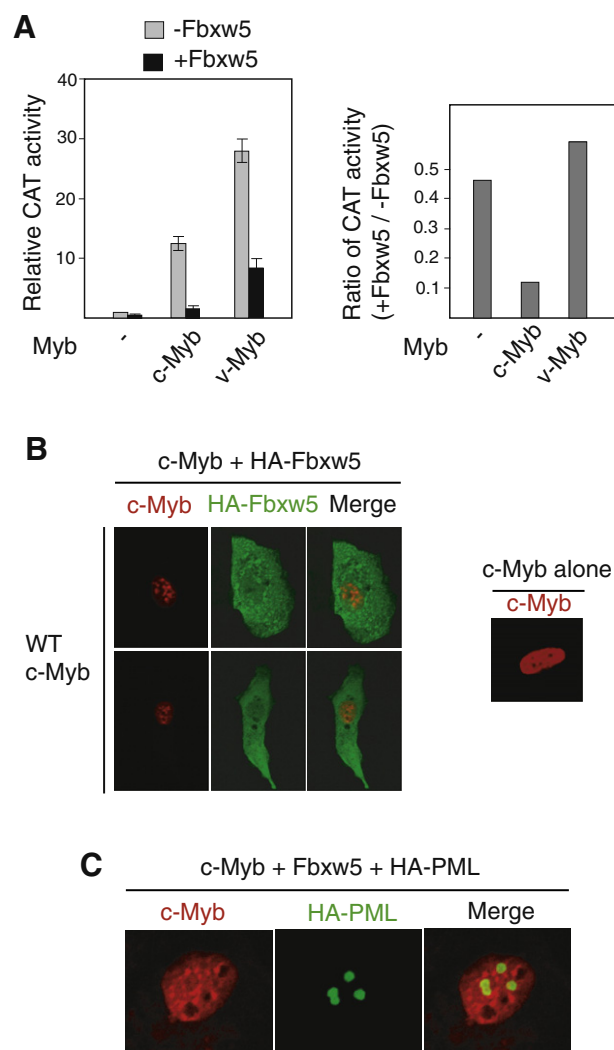 A
-Fbxw5
+Fbxw5
Relative CAT activity
40
30
20
10
Myb
-
c-Myb
v-Myb
Ratio of CAT activity
(+Fbxw5 / -Fbxw5)
0.5
0.4
0.3
0.2
0.1
Myb
-
c-Myb
v-Myb
B
c-Myb + HA-Fbxw5
c-Myb HA-Fbxw5 Merge
WT
c-Myb
c-Myb alone
c-Myb
C
c-Myb + Fbxw5 + HA-PML
c-Myb HA-PML Merge